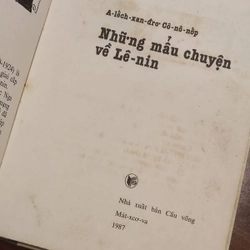 A-lếch-xan-đrơ Cô-nô-nốp
Những mẩu chuyện
về Lê-nin
Nhà xuất bản Cầu vồng
Mát-xcơ-va
1987